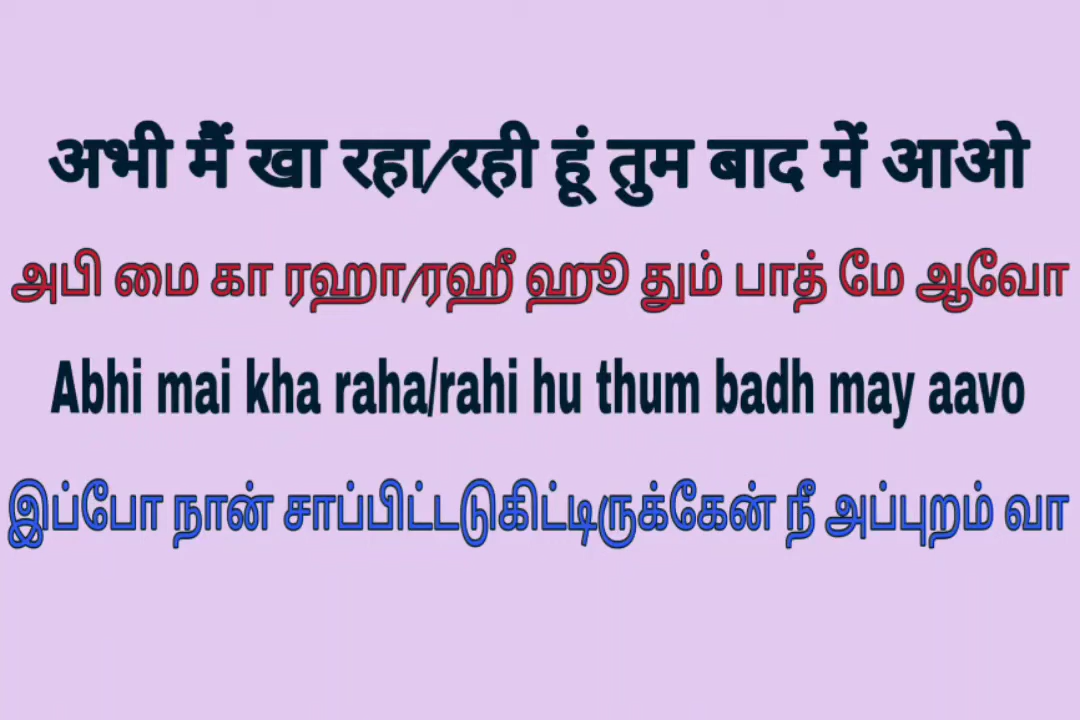 अभी मैं खा रहा/रही हूं तुम बाद में आओ
அபி மை கா ரஹா/ரஹீ ஹூ தும் பாத் மே ஆவோ
Abhi mai kha raha/rahi hu thum badh may aavo
இப்போ நான் சாப்பிட்டடுகிட்டிருக்கேன் நீ அப்புறம் வா